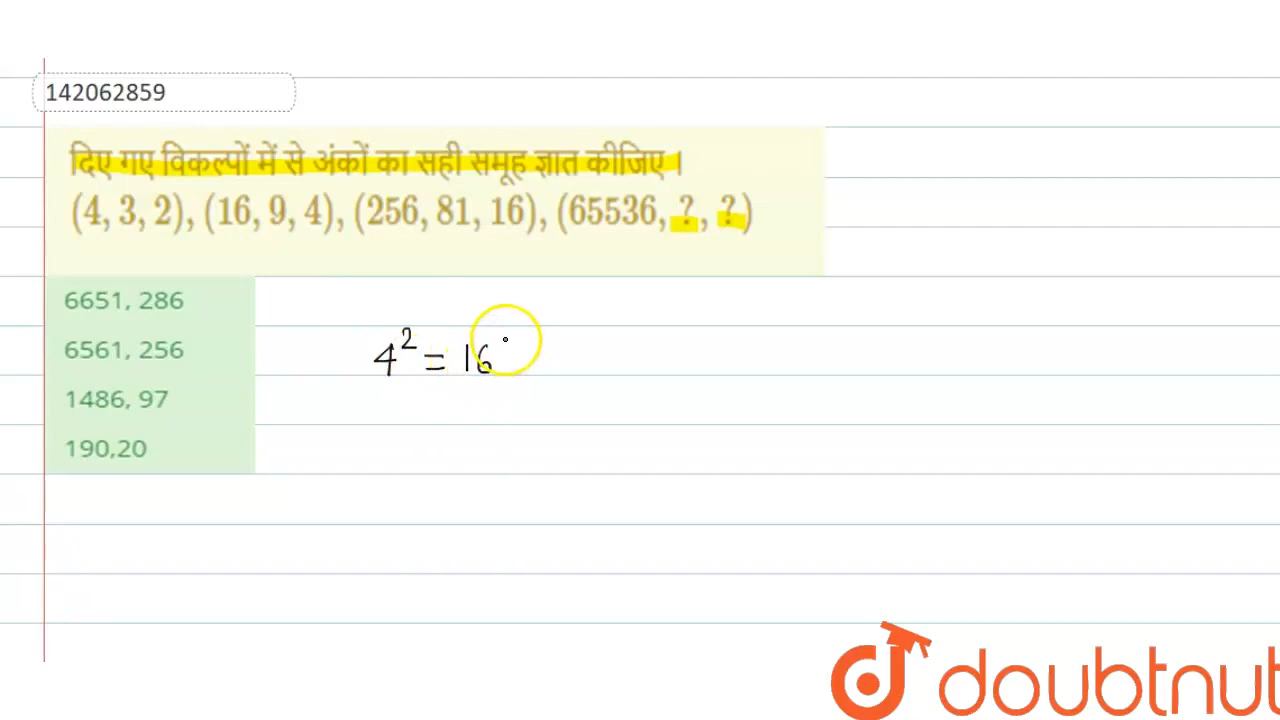 142062859
दिए गए विकल्पों में से अंकों का सही समूह ज्ञात कीजिए ।
(4, 3, 2), (16, 9, 4), (256, 81, 16), (65536, ?, ?)
6651, 286
6561, 256
1486, 97
190,20
4² = 16
doubtnut